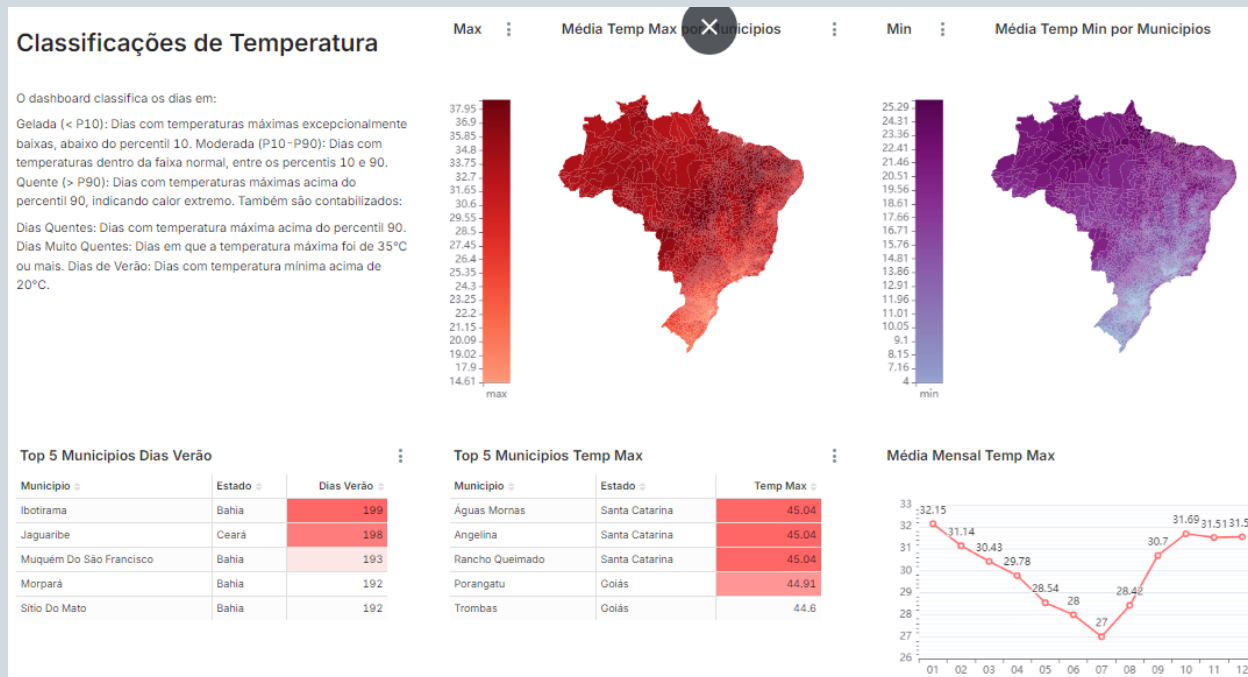 Classificações de Temperatura
O dashboard classifica os dias em:
Gelada (< P10): Dias com temperaturas máximas excepcionalmente
baixas, abaixo do percentil 10. Moderada (P10-P90): Dias com
temperaturas dentro da faixa normal, entre os percentis 10 e 90.
Quente (> P90): Dias com temperaturas máximas acima do
percentil 90, indicando calor extremo. Também são contabilizados:
Dias Quentes: Dias com temperatura máxima acima do percentil 90.
Dias Muito Quentes: Dias em que a temperatura máxima foi de 35°C
ou mais. Dias de Verão: Dias com temperatura mínima acima de
20°C.
Max
37.95
36.9
35.85
34.8
33.75
32.7
31.65
30.6
29.55
28.5
27.45
26.4
25.35
24.3
23.25
22.2
21.15
20.09
19.02
17.9
14.61
max
Média Temp Max por Municipios
Min
25.29
24.31
23.36
22.41
21.46
20.51
19.56
18.61
17.66
16.71
15.76
14.81
13.86
12.91
11.96
11.01
10.05
9.1
8.15
7.16
4
min
Média Temp Min por Municipios
Top 5 Municipios Dias Verão
Municipio Estado Dias Verão
Ibotirama Bahia 199
Jaguaribe Ceará 198
Muquém Do São Francisco Bahia 193
Morpará Bahia 192
Sítio Do Mato Bahia 192
Top 5 Municipios Temp Max
Municipio Estado Temp Max
Águas Mornas Santa Catarina 45.04
Angelina Santa Catarina 45.04
Rancho Queimado Santa Catarina 45.04
Porangatu Goiás 44.91
Trombas Goiás 44.6
Média Mensal Temp Max
33
32
31
30
29
28
27
26
32.15
31.14
30.43
29.78
28.54
28
27
28.42
30.7
31.69
31.51
31.5
01 02 03 04 05 06 07 08 09 10 11 12